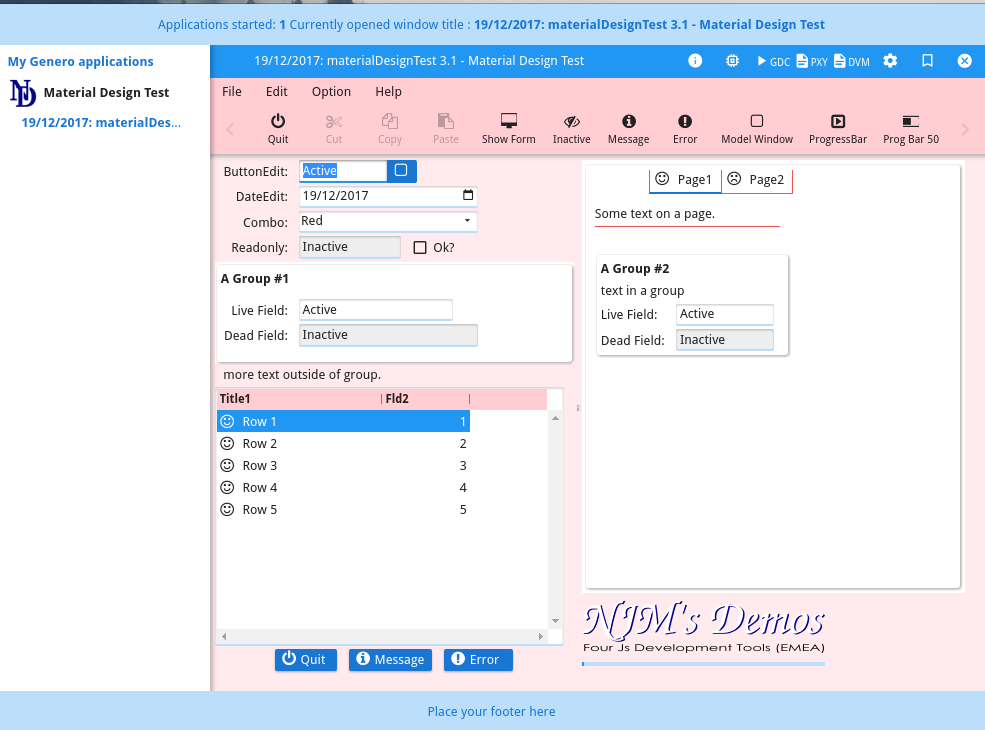 Applications started: 1 Currently opened window title : 19/12/2017: materialDesignTest 3.1 - Material Design Test
My Genero applications
Material Design Test
19/12/2017: materialDes...
19/12/2017: materialDesignTest 3.1 - Material Design Test
GDC PXY DVM
File Edit Option Help
Quit Cut Copy Paste Show Form Inactive Message Error Model Window ProgressBar Prog Bar 50
ButtonEdit: Active
DateEdit: 19/12/2017
Combo: Red
Readonly: Inactive Ok?
A Group #1
Live Field: Active
Dead Field: Inactive
more text outside of group.
Title1 Fld2
Row 1 1
Row 2 2
Row 3 3
Row 4 4
Row 5 5
Quit Message Error
Page1 Page2
Some text on a page.
A Group #2
text in a group
Live Field: Active
Dead Field: Inactive
NJM's Demos
Four Js Development Tools (EMEA)
Place your footer here